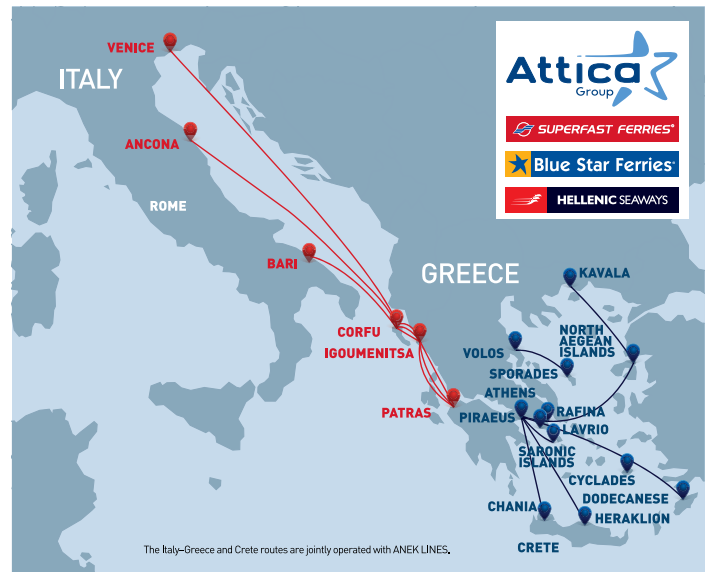 VENICE
ITALY
Attica
Group
SUPERFAST FERRIES®
Blue Star Ferries
HELLENIC SEAWAYS
ANCONA
ROME
BARI
GREECE
KAVALA
CORFU
IGOUMENITSA
VOLOS
NORTH
AEGEAN
ISLANDS
SPORADES
ATHENS
PATRAS
PIRAEUS
RAFINA
LAVRIO
SARONIC
ISLANDS
CYCLADES
DODECANESE
CHANIA
HERAKLION
CRETE
The Italy–Greece and Crete routes are jointly operated with ANEK LINES.